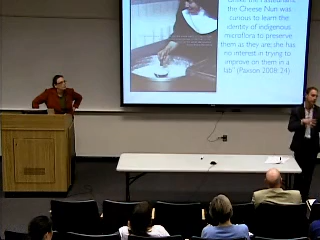 the Cheese Nun
was
curious to learn the
identity of indigenous
microflora to preserve
them as they are; she has
no interest in trying to
improve on them in a
lab" (Paxson 2008: 24)